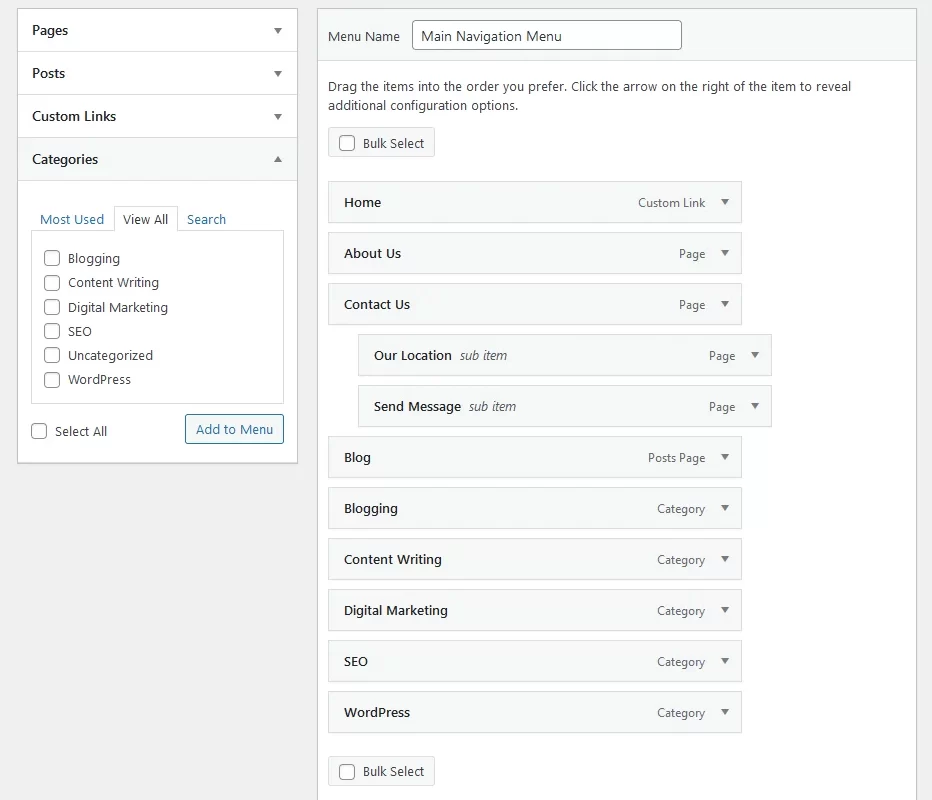 Pages
Posts
Custom Links
Categories
Most Used View All Search
Blogging
Content Writing
Digital Marketing
SEO
Uncategorized
WordPress
Select All Add to Menu
Menu Name Main Navigation Menu
Drag the items into the order you prefer. Click the arrow on the right of the item to reveal
additional configuration options.
Bulk Select
Home Custom Link
About Us Page
Contact Us Page
Our Location sub item Page
Send Message sub item Page
Blog Posts Page
Blogging Category
Content Writing Category
Digital Marketing Category
SEO Category
WordPress Category
Bulk Select